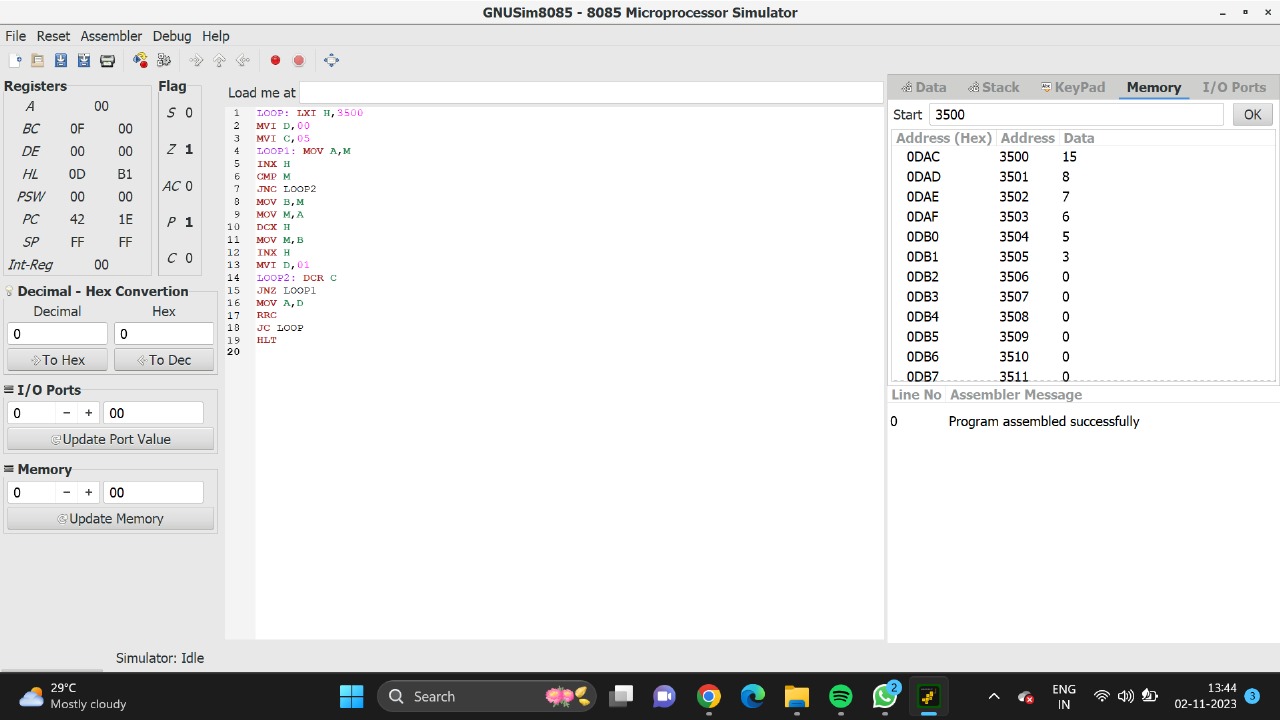 GNUSim8085 - 8085 Microprocessor Simulator
File Reset Assembler Debug Help
Registers
A 00
BC 0F 00
DE 00 00
HL 0D B1
PSW 00 00
PC 42 1E
SP FF FF
Int-Reg 00
Flag
S 0
Z 1
AC 0
P 1
C 0
Decimal - Hex Convertion
Decimal Hex
0 0
To Hex To Dec
I/O Ports
0 - + 00
Update Port Value
Memory
0 - + 00
Update Memory
Load me at
1 LOOP: LXI H,3500
2 MVI D,00
3 MVI C,05
4 LOOP1: MOV A,M
5 INX H
6 CMP M
7 JNC LOOP2
8 MOV B,M
9 MOV M,A
10 DCX H
11 MOV M,B
12 INX H
13 MVI D,01
14 LOOP2: DCR C
15 JNZ LOOP1
16 MOV A,D
17 RRC
18 JC LOOP
19 HLT
20
Data Stack KeyPad Memory I/O Ports
Start 3500 OK
Address (Hex) Address Data
0DAC 3500 15
0DAD 3501 8
0DAE 3502 7
0DAF 3503 6
0DB0 3504 5
0DB1 3505 3
0DB2 3506 0
0DB3 3507 0
0DB4 3508 0
0DB5 3509 0
0DB6 3510 0
0DB7 3511 0
Line No Assembler Message
0 Program assembled successfully
Simulator: Idle
29°C
Mostly cloudy
Search
2
ENG
IN
13:44
02-11-2023
3